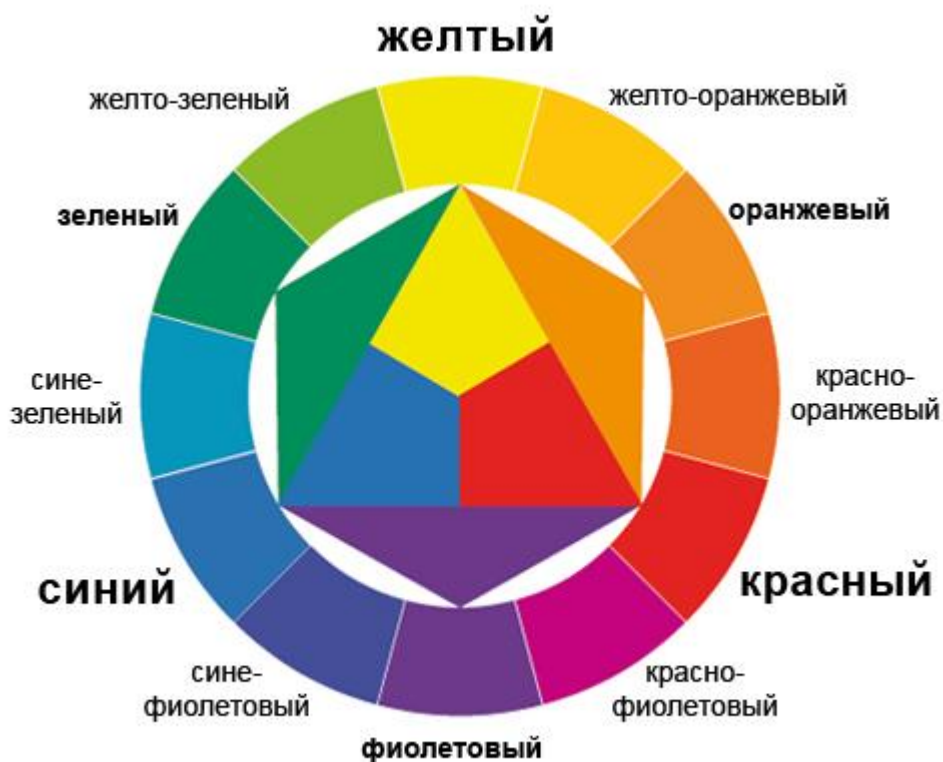 желтый
желто-зеленый
желто-оранжевый
зеленый
оранжевый
сине-
зеленый
красно-
оранжевый
синий
красный
сине-
фиолетовый
красно-
фиолетовый
фиолетовый